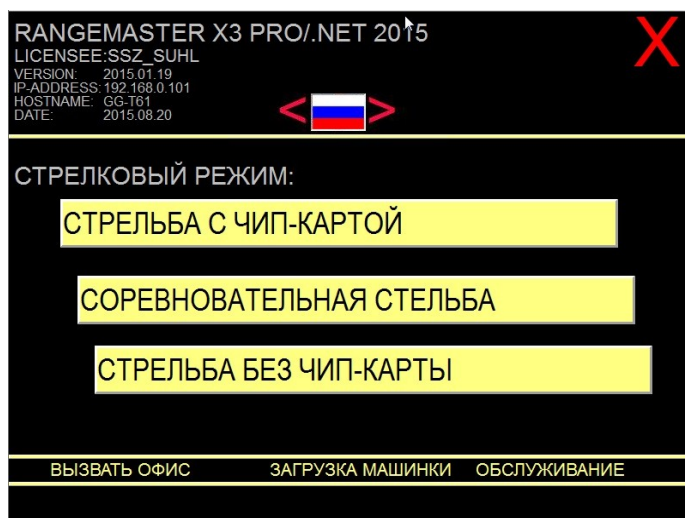 RANGEMASTER X3 PRO/.NET 2015
X
LICENSEE:SSZ_SUHL
VERSION: 2015.01.19
IP-ADDRESS: 192.168.0.101
HOSTNAME: GG-T61
DATE: 2015.08.20
< >
СТРЕЛКОВЫЙ РЕЖИМ:
СТРЕЛЬБА С ЧИП-КАРТОЙ
СОРЕВНОВАТЕЛЬНАЯ СТЕЛЬБА
СТРЕЛЬБА БЕЗ ЧИП-КАРТЫ
ВЫЗВАТЬ ОФИС ЗАГРУЗКА МАШИНКИ ОБСЛУЖИВАНИЕ